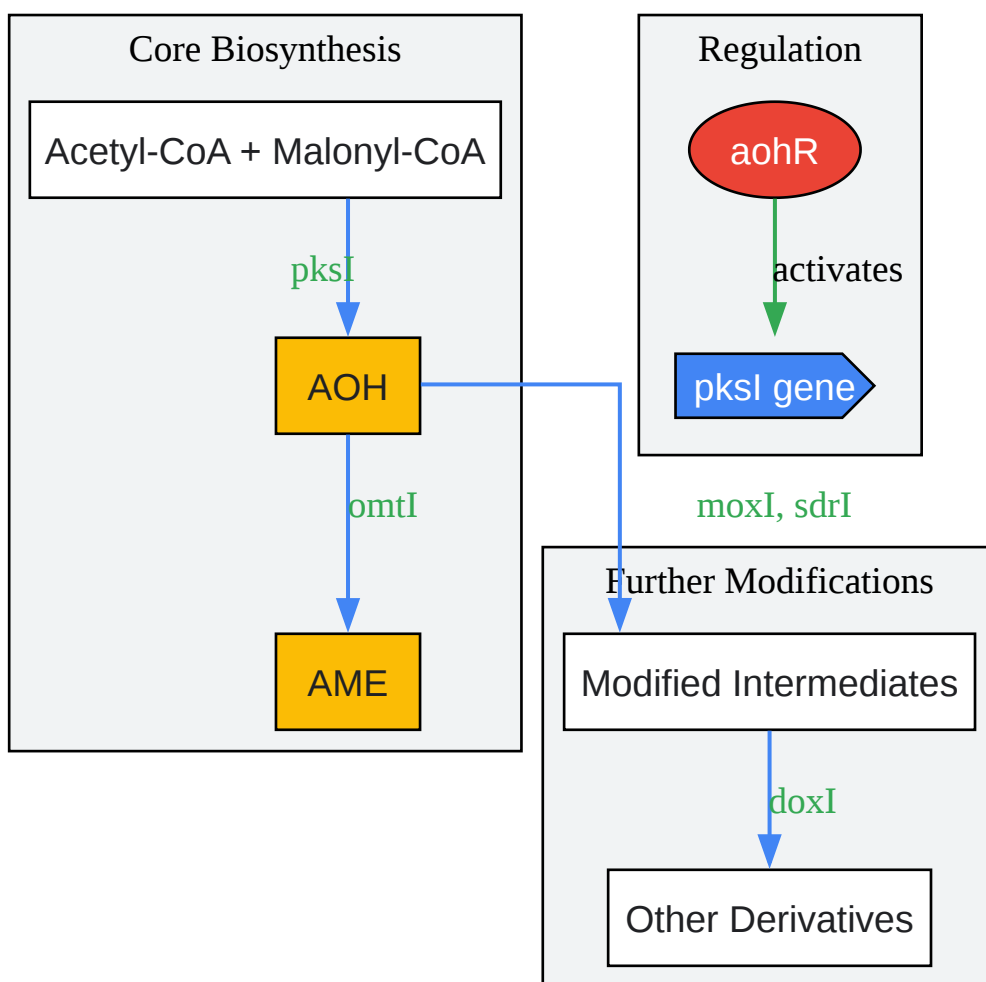 Core Biosynthesis
Acetyl-CoA + Malonyl-CoA
pksI
AOH
omtI
AME
Regulation
aohR
activates
pksI gene
moxI, sdrI
Further Modifications
Modified Intermediates
doxI
Other Derivatives